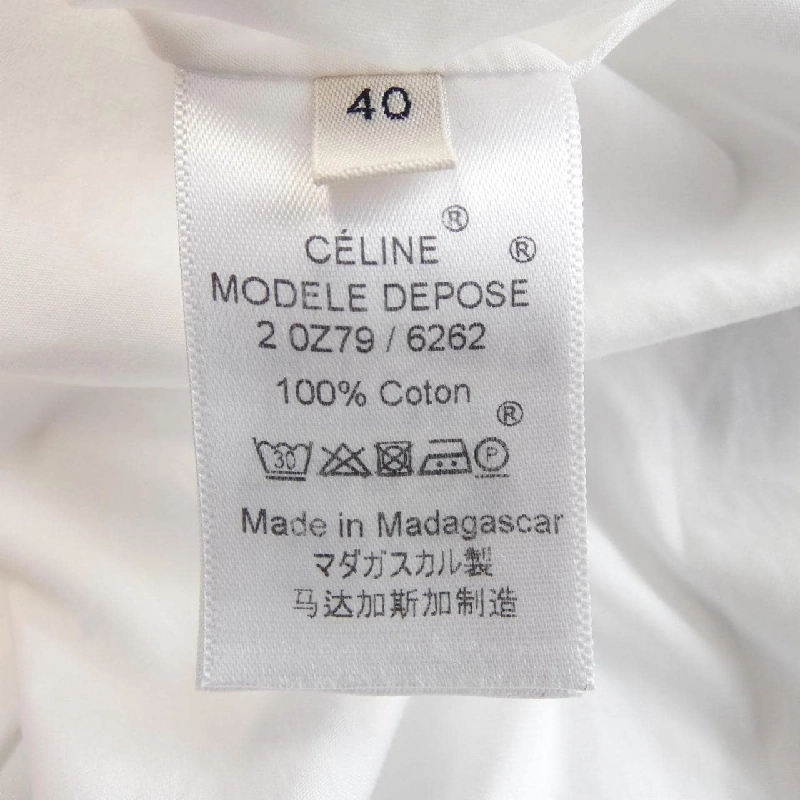 40
CÉLINE®
®
MODELE DEPOSE
2 0Z79 / 6262
100% Coton
®
30 P
Made in Madagascar
マダガスカル製
马达加斯加制造